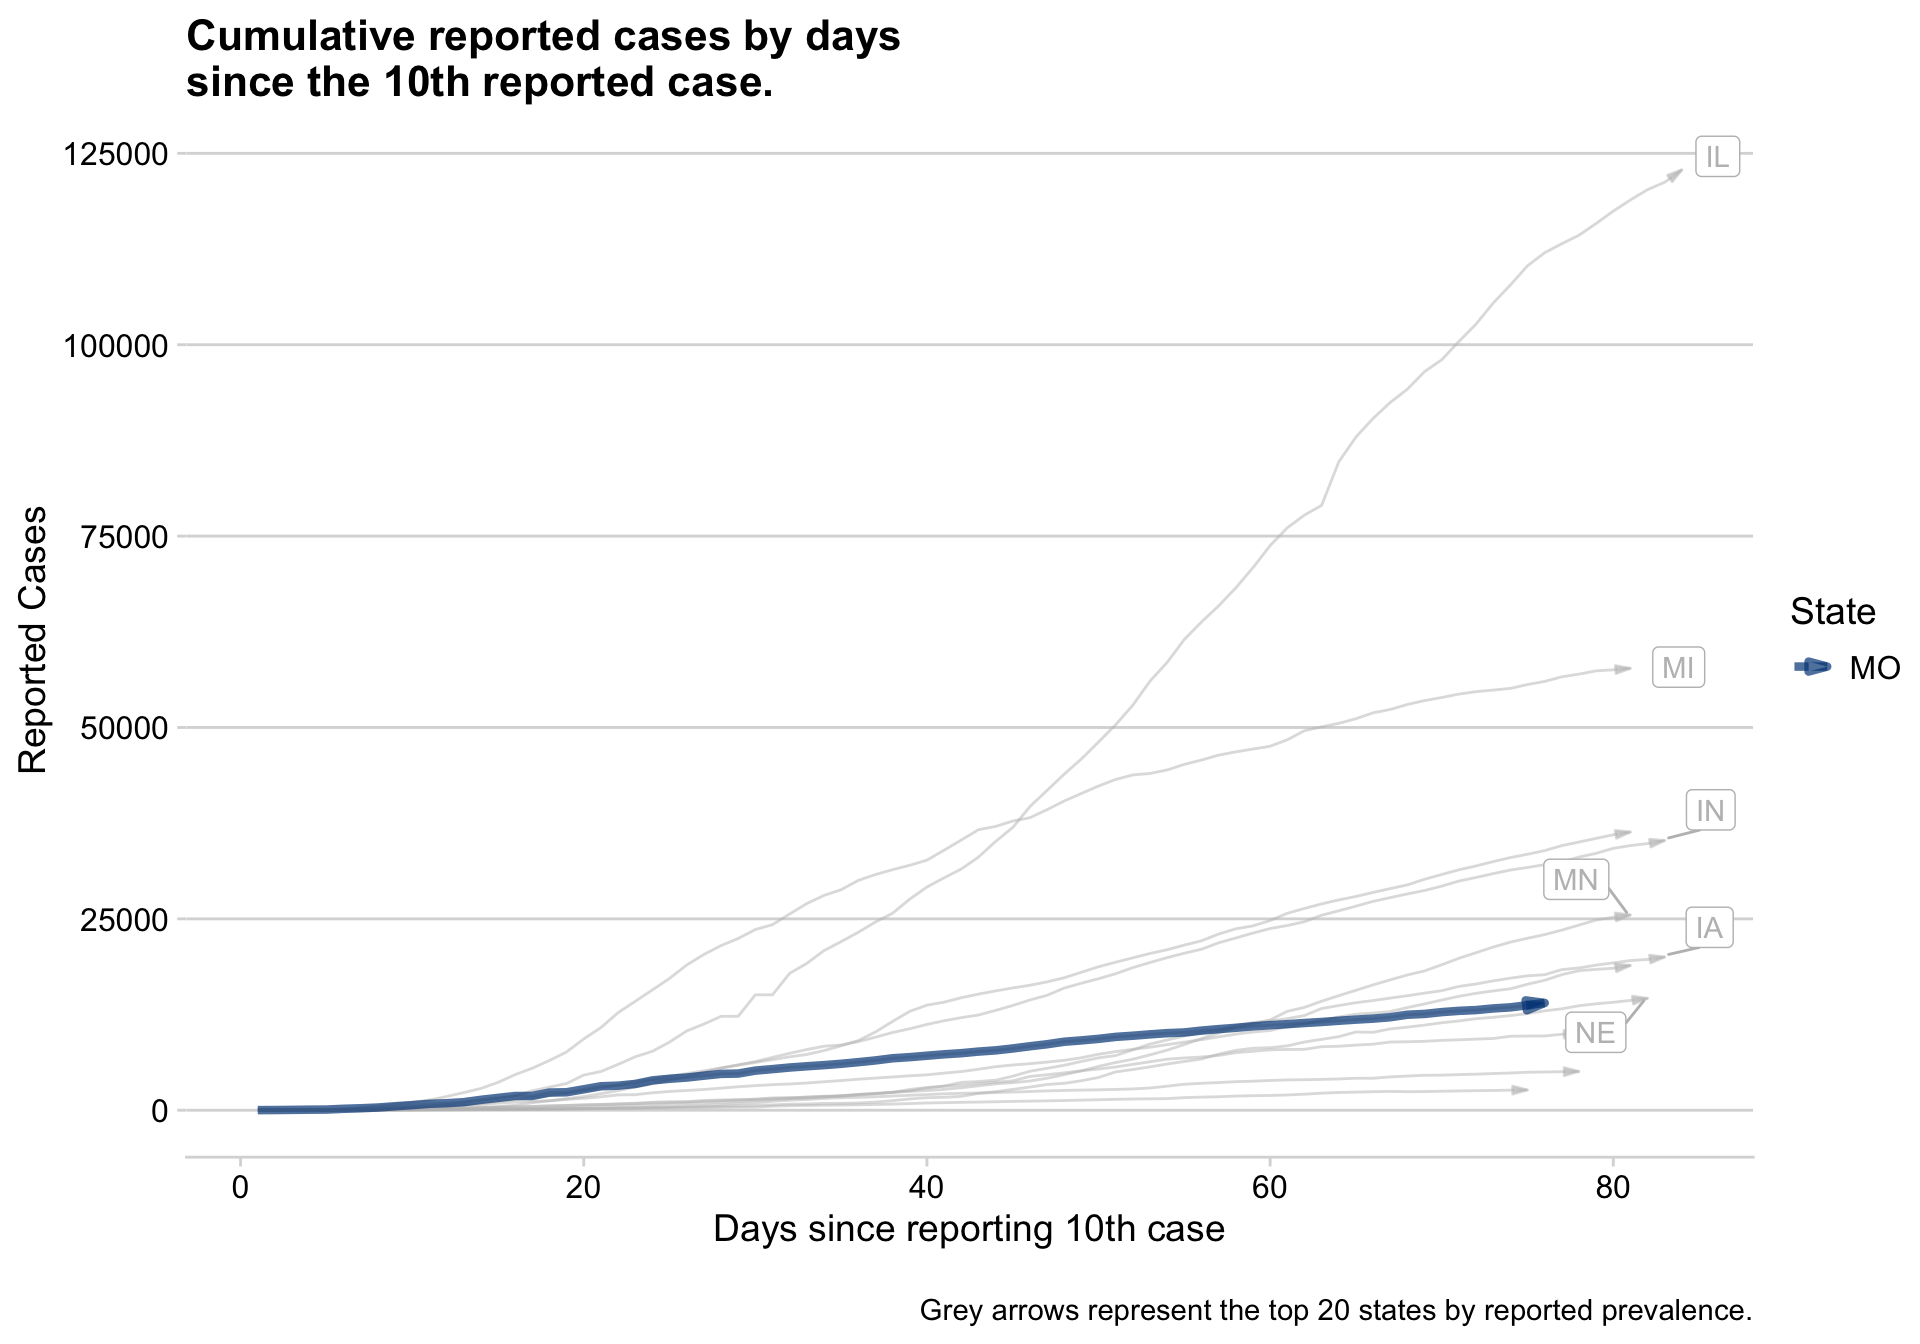 Cumulative reported cases by days
since the 10th reported case.
125000
100000
75000
50000
25000
0
Reported Cases
IL
MI
IN
MN
IA
NE
State
MO
0
20
40
60
80
Days since reporting 10th case
Grey arrows represent the top 20 states by reported prevalence.